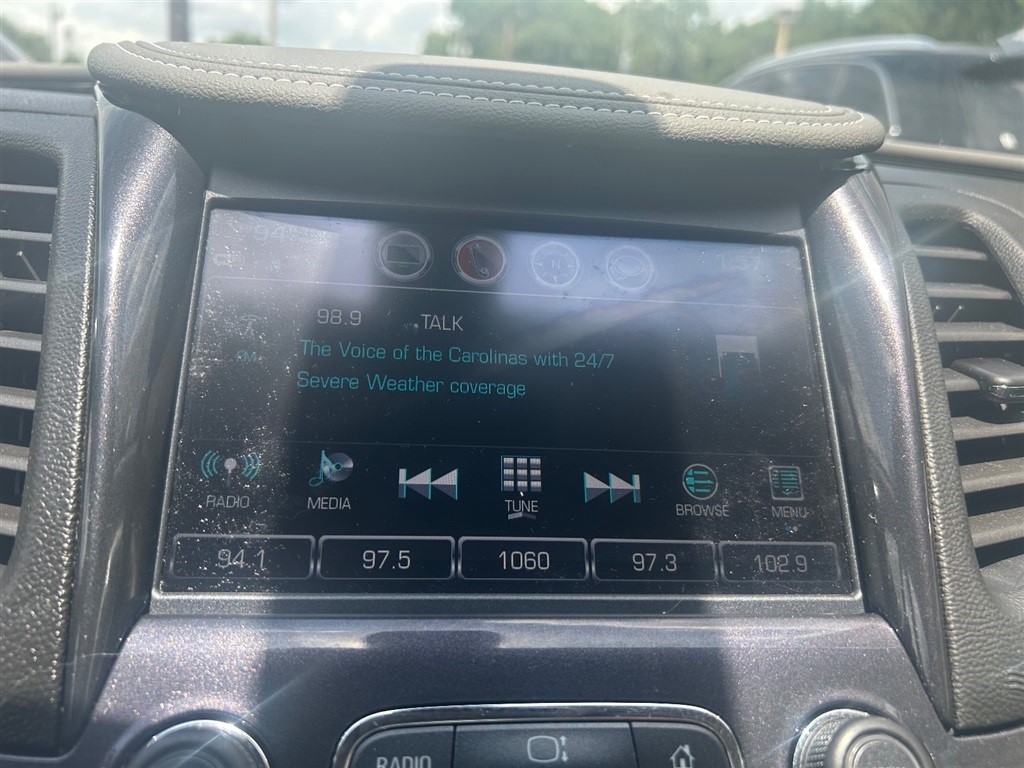 94°
98.9 TALK
FM
The Voice of the Carolinas with 24/7
Severe Weather coverage
RADIO MEDIA TUNE BROWSE MENU
94.1 97.5 1060 97.3 102.9
RADIO